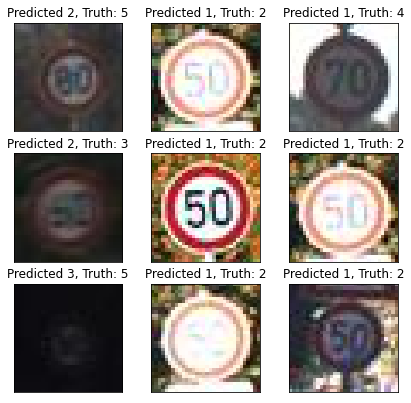 Predicted 2, Truth: 5
Predicted 1, Truth: 2
Predicted 1, Truth: 4
80
50
70
Predicted 2, Truth: 3
Predicted 1, Truth: 2
Predicted 1, Truth: 2
50
50
Predicted 3, Truth: 5
Predicted 1, Truth: 2
Predicted 1, Truth: 2
50
50